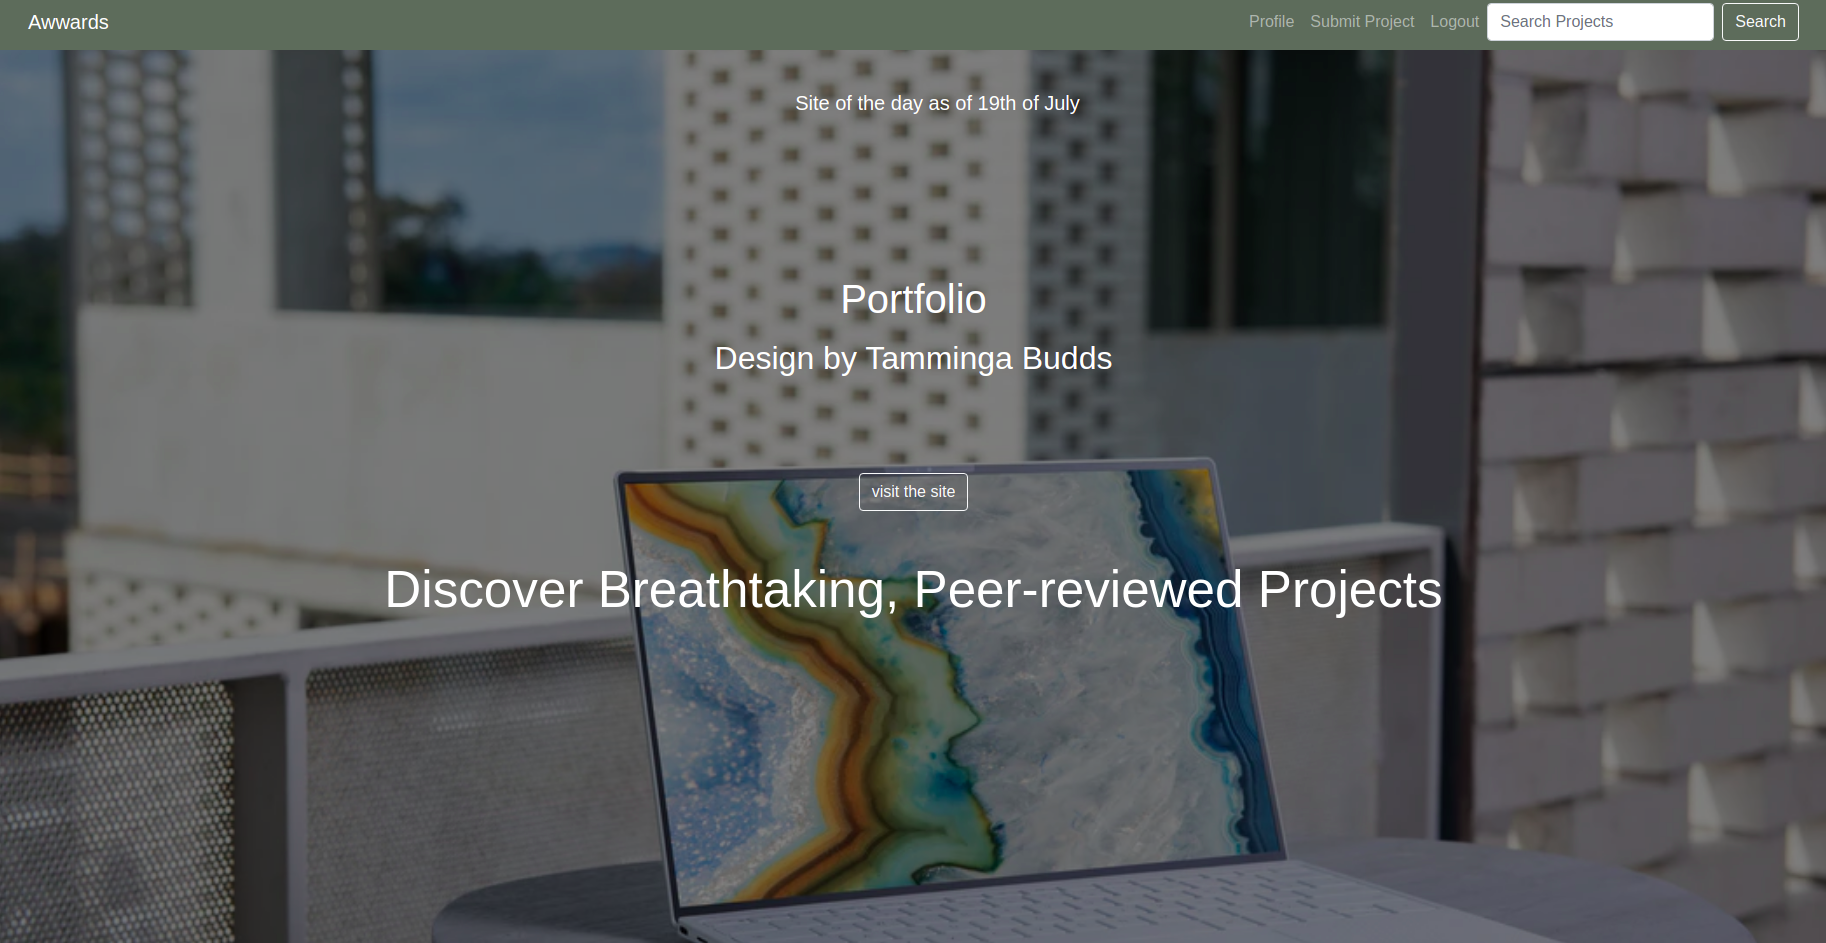 Awwards
Profile Submit Project Logout Search Projects Search
Site of the day as of 19th of July
Portfolio
Design by Tamminga Budds
visit the site
Discover Breathtaking, Peer-reviewed Projects